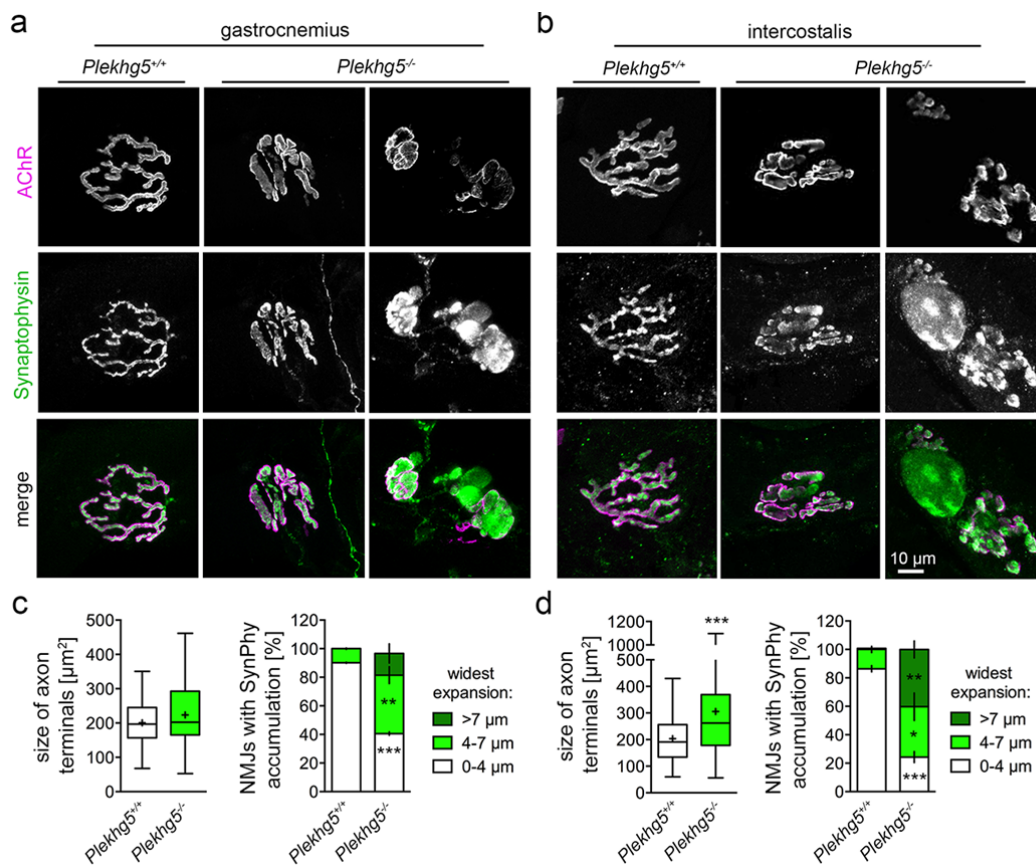 a
gastrocnemius
Plekhg5+/+
Plekhg5-/-
AChR
Synaptophysin
merge
b
intercostalis
Plekhg5+/+
Plekhg5-/-
10 µm
c
size of axon
terminals [µm²]
500
400
300
200
100
0
Plekhg5+/+
Plekhg5-/-
NMJs with SynPhy
accumulation [%]
120
100
80
60
40
20
0
**
***
Plekhg5+/+
Plekhg5-/-
widest
expansion:
>7 µm
4-7 µm
0-4 µm
d
size of axon
terminals [µm²]
1200
1000
800
600
500
400
300
200
100
0
***
Plekhg5+/+
Plekhg5-/-
NMJs with SynPhy
accumulation [%]
120
100
80
60
40
20
0
**
*
***
Plekhg5+/+
Plekhg5-/-
widest
expansion:
>7 µm
4-7 µm
0-4 µm